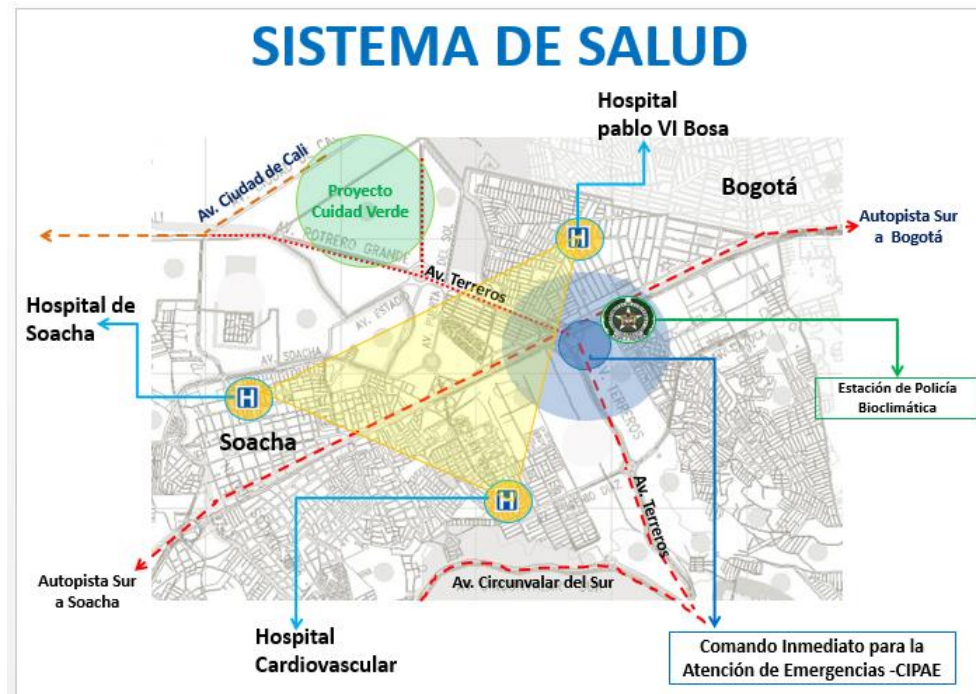 SISTEMA DE SALUD
Hospital
pablo VI Bosa
Av. Ciudad de Cali
Proyecto
Cuidad Verde
Bogotá
Autopista Sur
a Bogotá
POTRERO GRANDE
Av. Terreros
Hospital de
Soacha
AV. SOACHA
Estación de Policía
Bioclimática
H
H
H
Soacha
Av. Terreros
Autopista Sur
a Soacha
Av. Circunvalar del Sur
Hospital
Cardiovascular
Comando Inmediato para la
Atención de Emergencias -CIPAE